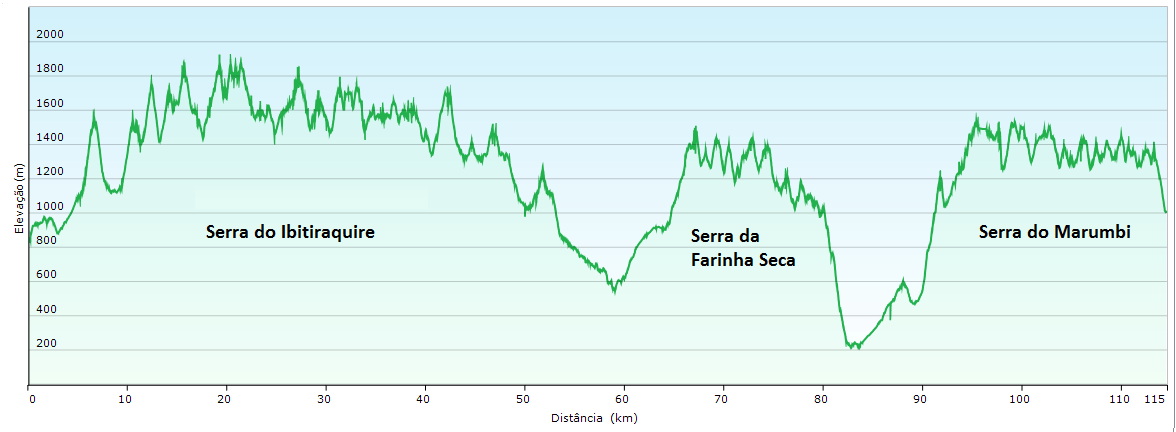 2000
1800
1600
1400
1200
1000
800
600
400
200
Elevação (m)
Serra do Ibitiraquire
Serra da
Farinha Seca
Serra do Marumbi
0 10 20 30 40 50 60 70 80 90 100 110 115
Distância (km)